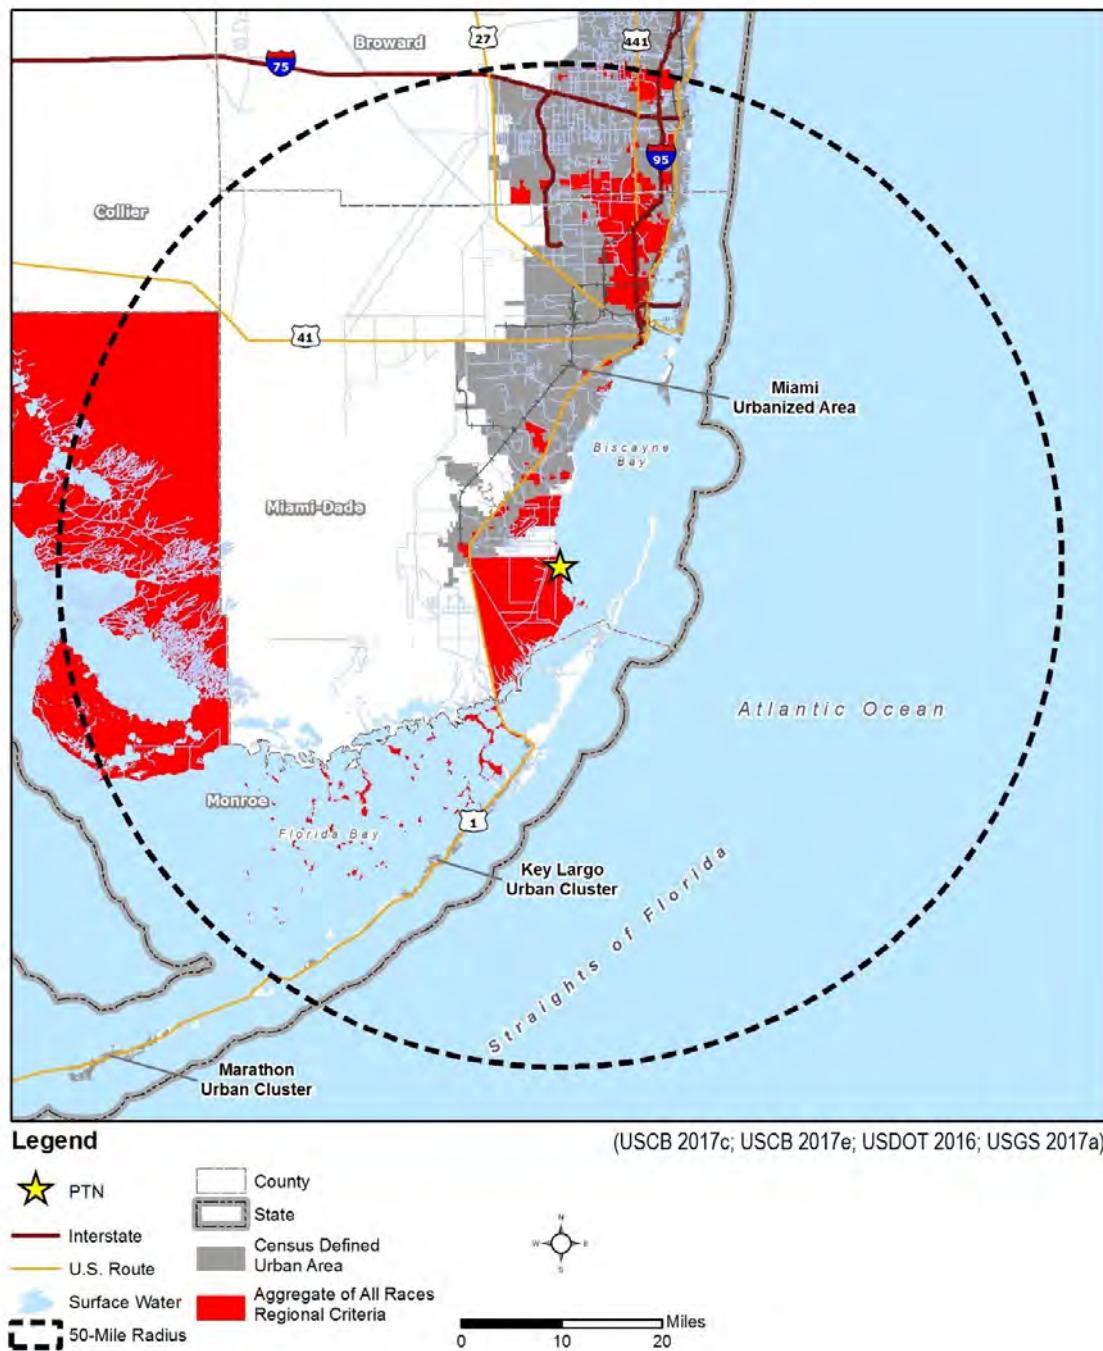 Broward
27
441
75
95
Collier
41
Miami
Urbanized Area
Biscayne
Bay
Miami-Dade
Atlantic Ocean
Monroe
Florida Bay
1
Key Largo
Urban Cluster
Straights of Florida
Marathon
Urban Cluster
Legend
(USCB 2017c; USCB 2017e; USDOT 2016; USGS 2017a)
PTN
Interstate
U.S. Route
Surface Water
50-Mile Radius
County
State
Census Defined
Urban Area
Aggregate of All Races
Regional Criteria
N
W
E
S
Miles
0
10
20